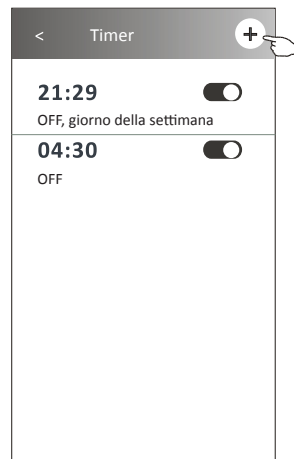 < Timer +
21:29
OFF, giorno della settimana
04:30
OFF